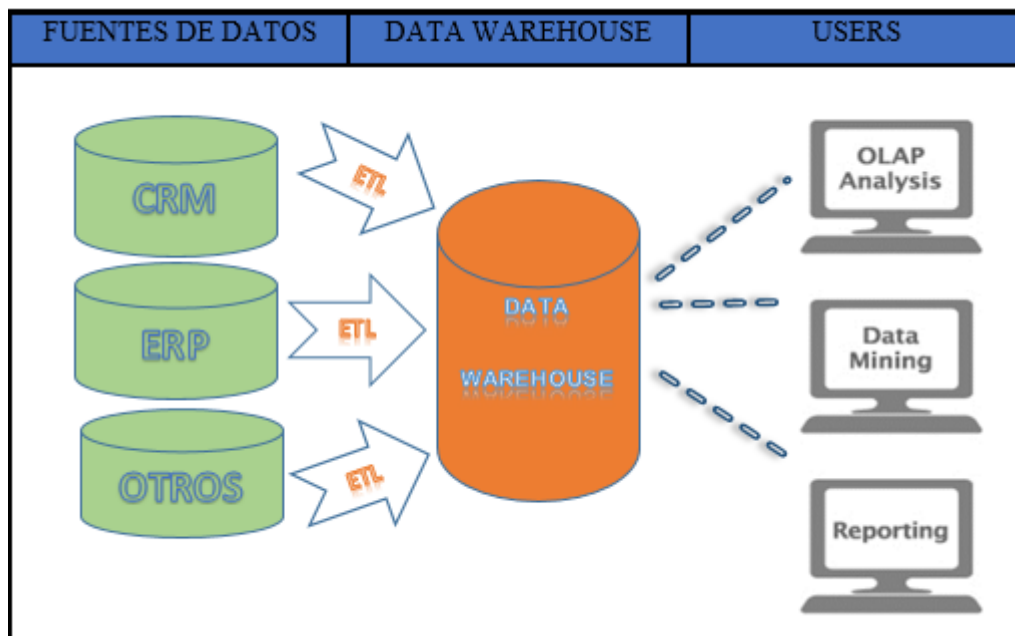 FUENTES DE DATOS
DATA WAREHOUSE
USERS
CRM
ETL
ERP
ETL
OTROS
ETL
DATA
WAREHOUSE
OLAP
Analysis
Data
Mining
Reporting